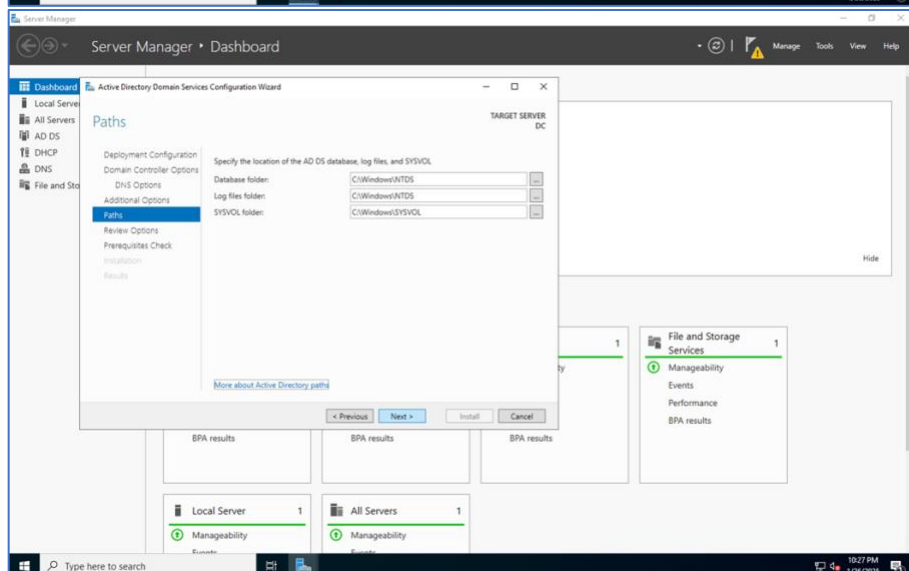 Server Manager
Server Manager • Dashboard
Manage Tools View Help
Dashboard
Local Server
All Servers
AD DS
DHCP
DNS
File and Sto
Active Directory Domain Services Configuration Wizard
Paths
TARGET SERVER
DC
Deployment Configuration
Domain Controller Options
DNS Options
Additional Options
Paths
Review Options
Prerequisites Check
Installation
Results
Specify the location of the AD DS database, log files, and SYSVOL
Database folder: C:\Windows\NTDS
Log files folder: C:\Windows\NTDS
SYSVOL folder: C:\Windows\SYSVOL
More about Active Directory paths
< Previous Next > Install Cancel
Hide
1
File and Storage
Services 1
Manageability
Events
Performance
BPA results
BPA results
BPA results
BPA results
Local Server 1
Manageability
Events
All Servers 1
Manageability
Events
Type here to search
10:27 PM